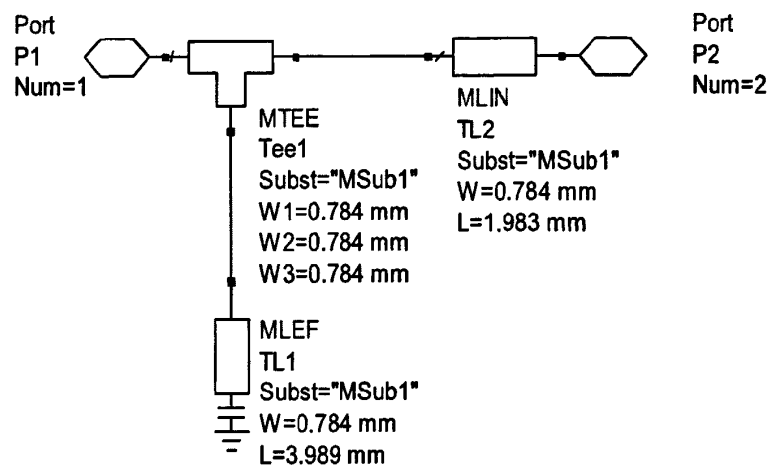 Port
P1
Num=1
Port
P2
Num=2
MTEE
Tee1
Subst="MSub1"
W1=0.784 mm
W2=0.784 mm
W3=0.784 mm
MLIN
TL2
Subst="MSub1"
W=0.784 mm
L=1.983 mm
MLEF
TL1
Subst="MSub1"
W=0.784 mm
L=3.989 mm